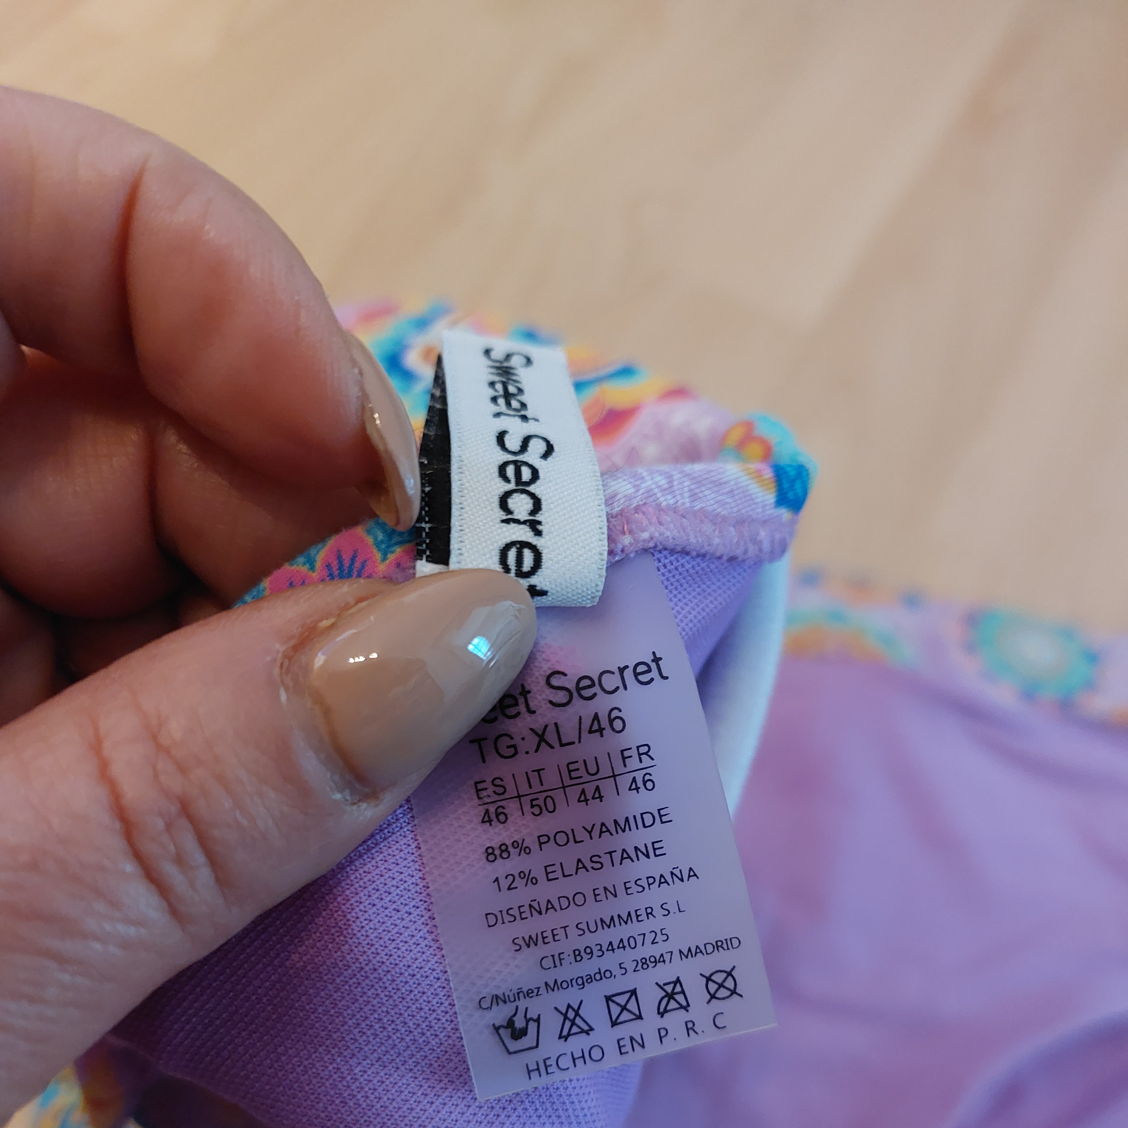 Sweet Secret
eet Secret
TG:XL/46
ES IT EU FR
46 50 44 46
88% POLYAMIDE
12% ELASTANE
DISEÑADO EN ESPAÑA
SWEET SUMMER S.L
CIF:B93440725
C/Núñez Morgado, 5 28947 MADRID
HECHO EN P. R. C